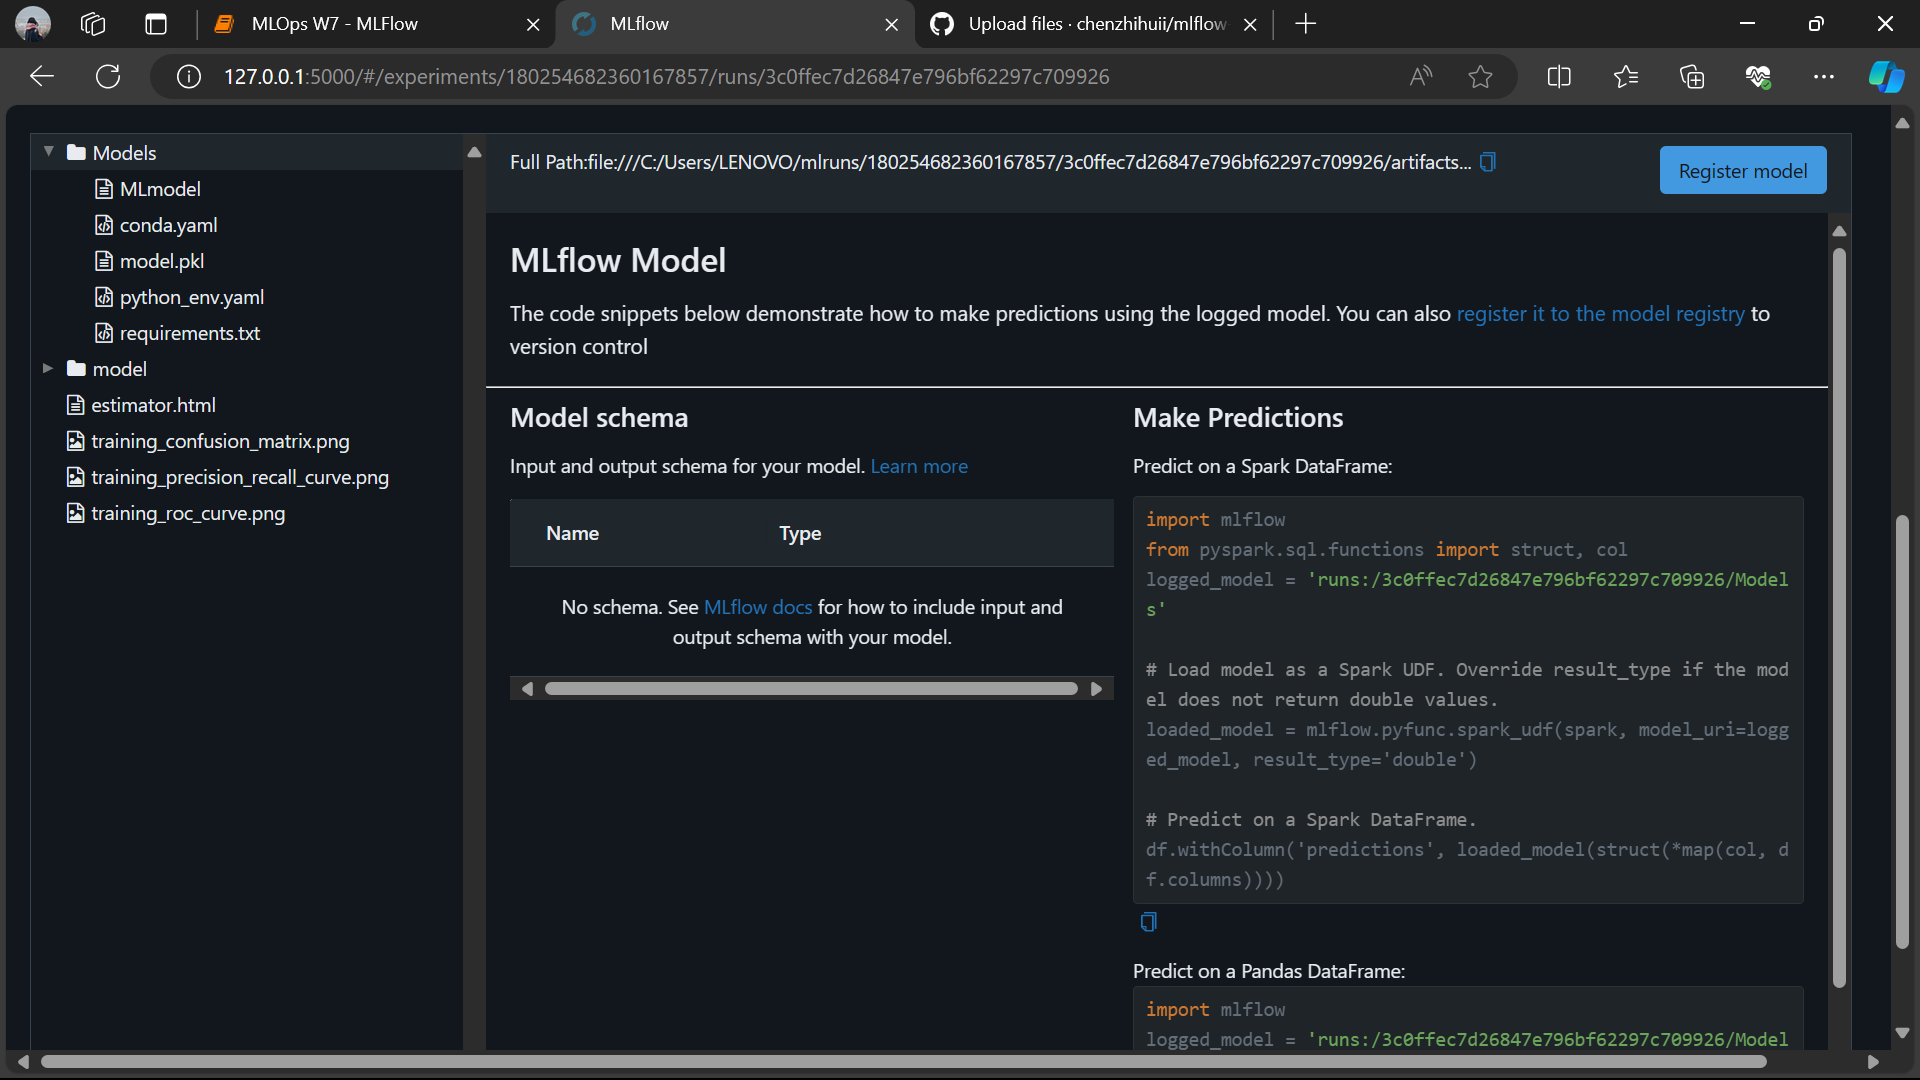 MLOps W7 - MLFlow
MLflow
Upload files · chenzhihuii/mlflow
127.0.0.1:5000/#/experiments/180254682360167857/runs/3c0ffec7d26847e796bf62297c709926
Models
MLmodel
conda.yaml
model.pkl
python_env.yaml
requirements.txt
model
estimator.html
training_confusion_matrix.png
training_precision_recall_curve.png
training_roc_curve.png
Full Path:file:///C:/Users/LENOVO/mlruns/180254682360167857/3c0ffec7d26847e796bf62297c709926/artifacts...
Register model
MLflow Model
The code snippets below demonstrate how to make predictions using the logged model. You can also register it to the model registry to
version control
Model schema
Input and output schema for your model. Learn more
Name Type
No schema. See MLflow docs for how to include input and
output schema with your model.
Make Predictions
Predict on a Spark DataFrame:
import mlflow
from pyspark.sql.functions import struct, col
logged_model = 'runs:/3c0ffec7d26847e796bf62297c709926/Model
s'
# Load model as a Spark UDF. Override result_type if the mod
el does not return double values.
loaded_model = mlflow.pyfunc.spark_udf(spark, model_uri=logg
ed_model, result_type='double')
# Predict on a Spark DataFrame.
df.withColumn('predictions', loaded_model(struct(*map(col, d
f.columns))))
Predict on a Pandas DataFrame:
import mlflow
logged_model = 'runs:/3c0ffec7d26847e796bf62297c709926/Model